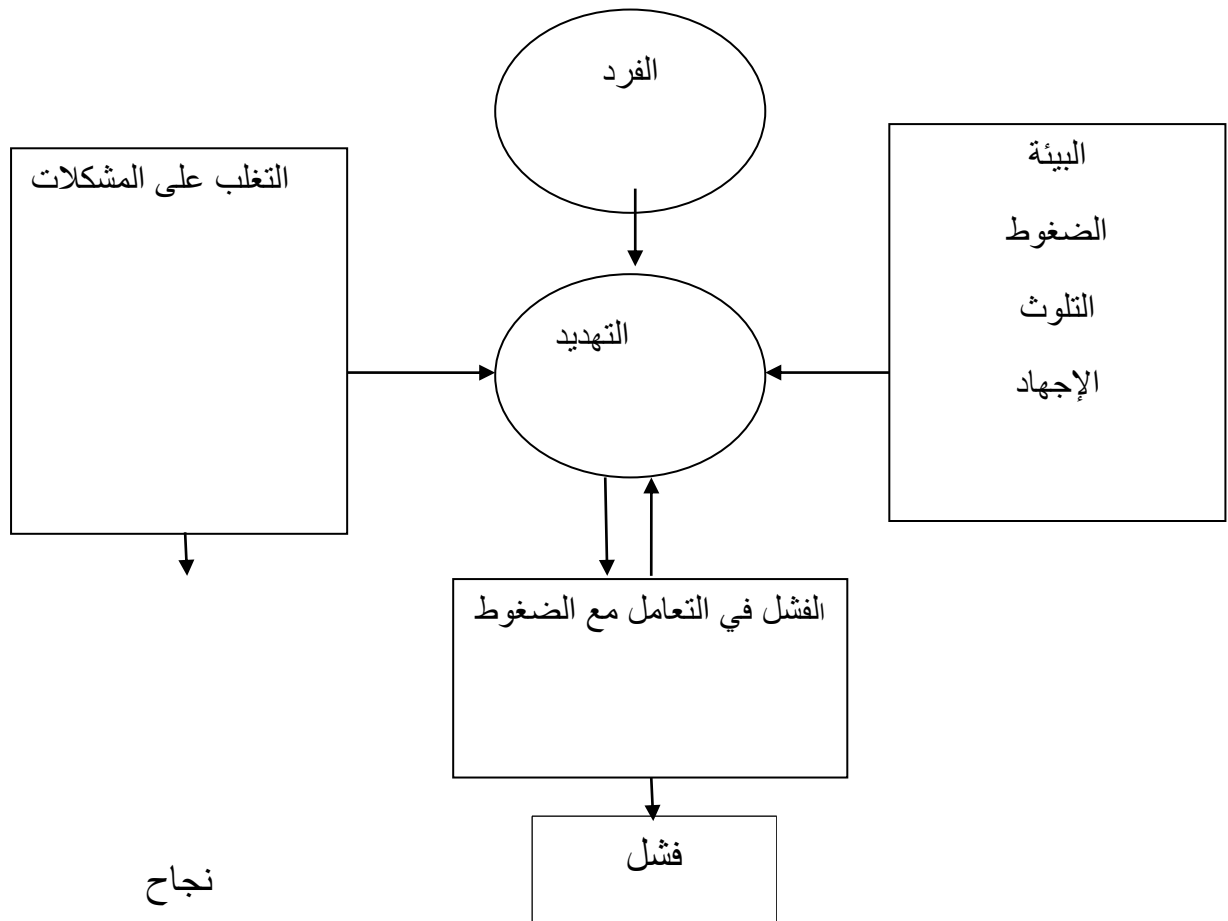 الفرد
البيئة
الضغوط
التلوث
الإجهاد
التغلب على المشكلات
التهديد
الفشل في التعامل مع الضغوط
فشل
نجاح